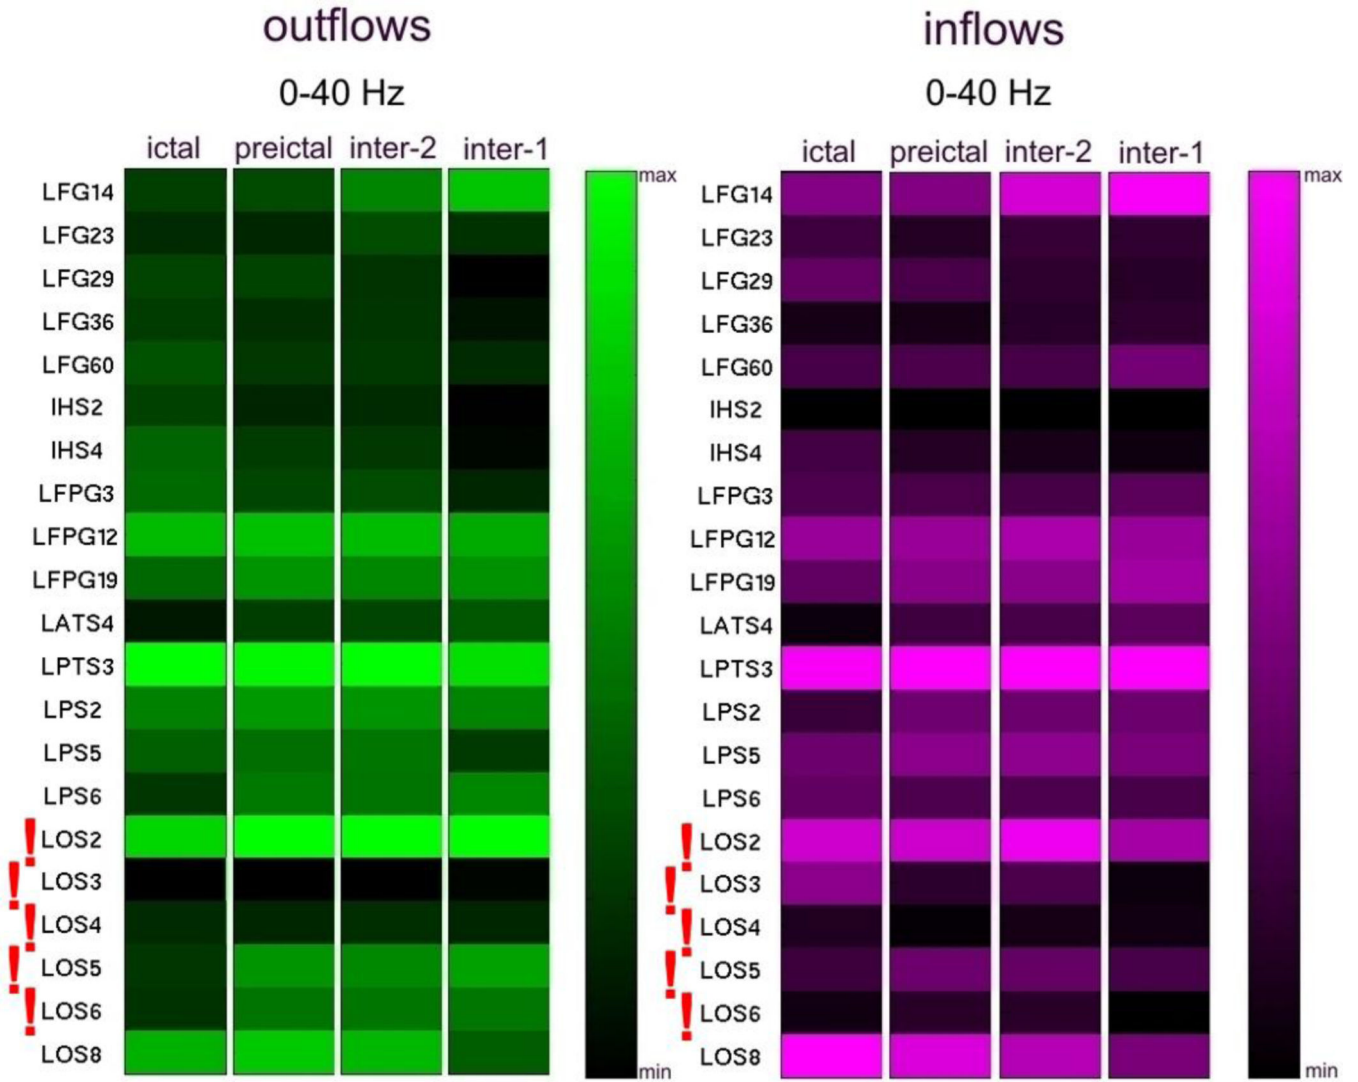 outflows
0-40 Hz
ictal preictal inter-2 inter-1
max
LFG14
LFG23
LFG29
LFG36
LFG60
IHS2
IHS4
LFPG3
LFPG12
LFPG19
LATS4
LPTS3
LPS2
LPS5
LPS6
! LOS2
! LOS3
! LOS4
! LOS5
! LOS6
LOS8
min
inflows
0-40 Hz
ictal preictal inter-2 inter-1
max
LFG14
LFG23
LFG29
LFG36
LFG60
IHS2
IHS4
LFPG3
LFPG12
LFPG19
LATS4
LPTS3
LPS2
LPS5
LPS6
! LOS2
! LOS3
! LOS4
! LOS5
! LOS6
LOS8
min